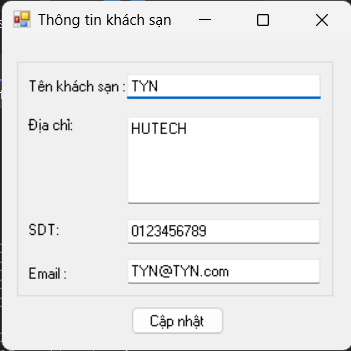 Thông tin khách sạn
Tên khách sạn : TYN
Địa chỉ: HUTECH
SDT: 0123456789
Email : TYN@TYN.com
Cập nhật